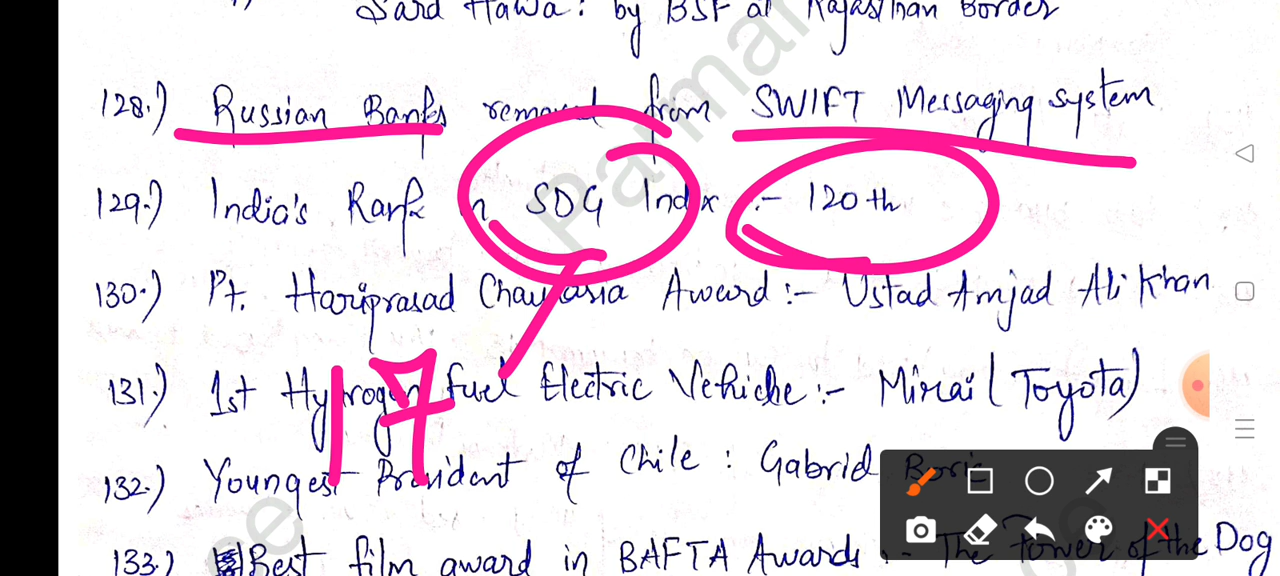 Sard Hawa : by BSF at Rajasthan Border
128.) Russian Banks removed from SWIFT Messaging system
129.) India's Rank in SDG Index :- 120th
130.) Pt. Hariprasad Chaurasia Award :- Ustad Amjad Ali Khan
131.) 1st Hydrogen Fuel Electric Vehicle :- Mirai (Toyota)
17
132.) Youngest President of Chile : Gabriel Boric
133.) Best film award in BAFTA Awards :- The Power of the Dog